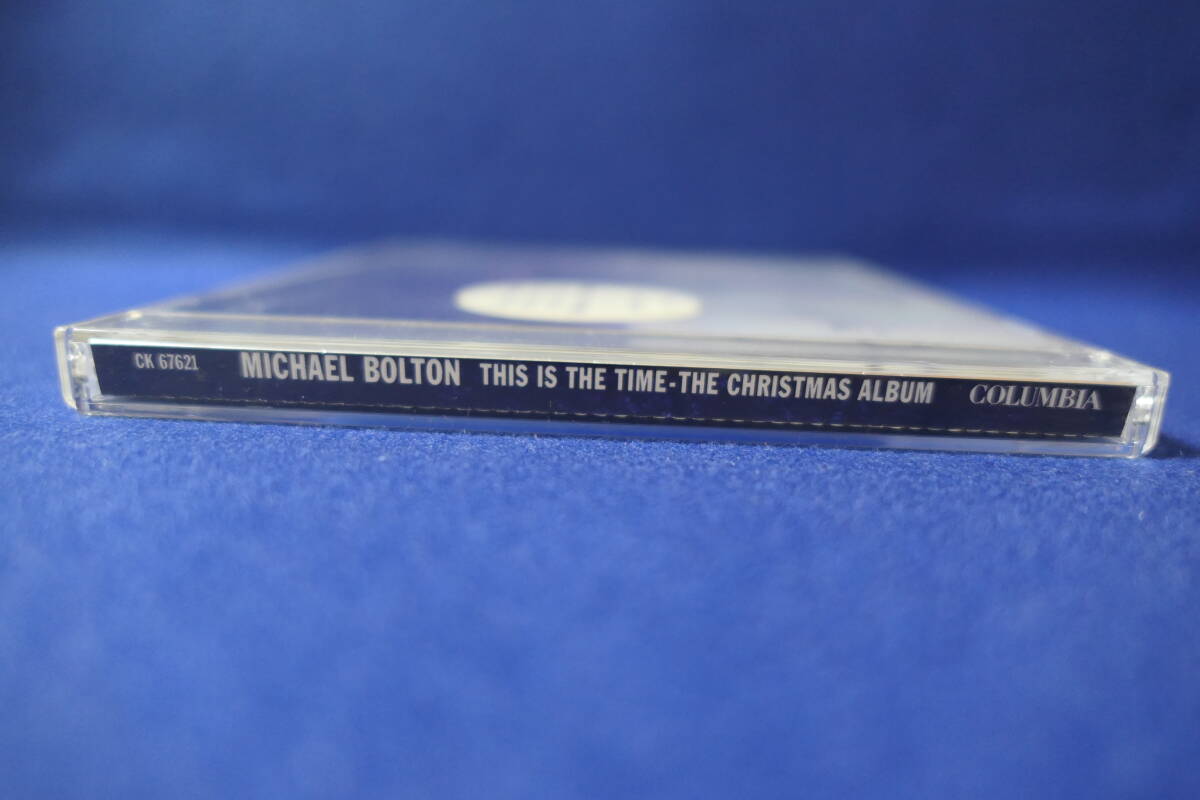 CK 67621 MICHAEL BOLTON THIS IS THE TIME-THE CHRISTMAS ALBUM COLUMBIA